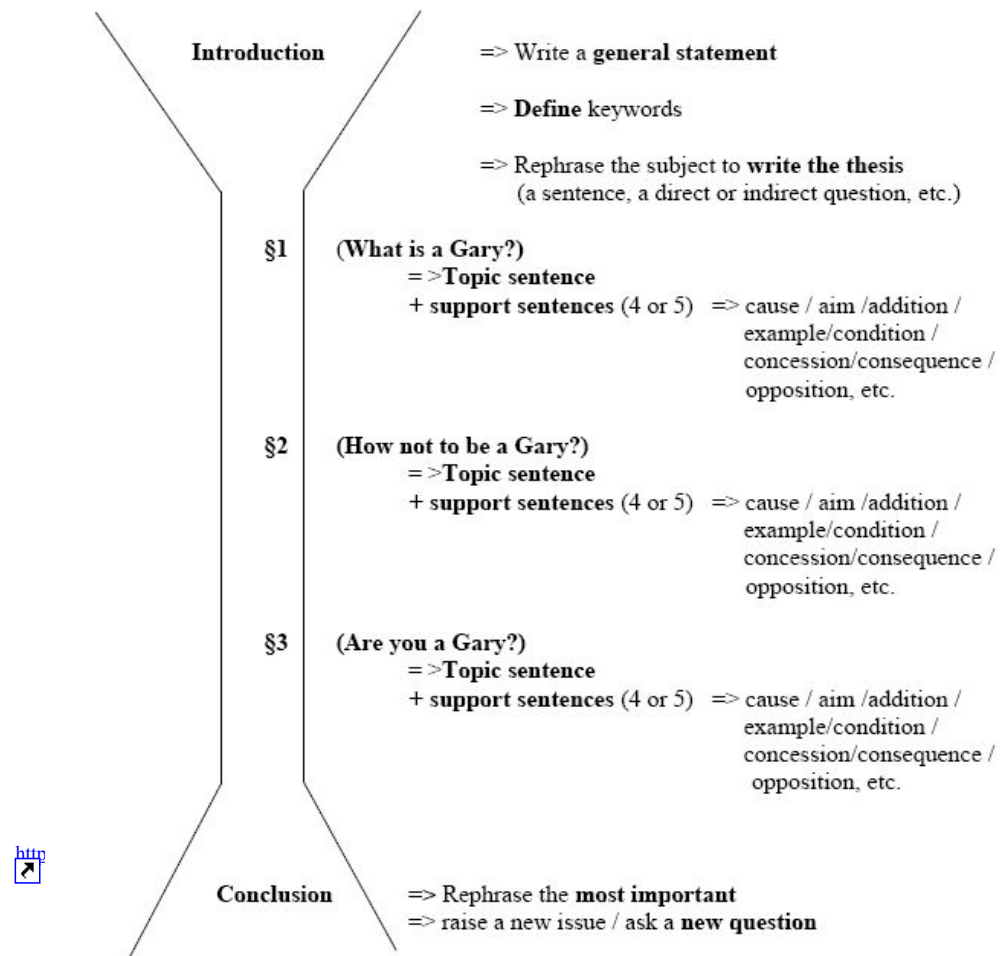 Introduction => Write a general statement
=> Define keywords
=> Rephrase the subject to write the thesis
(a sentence, a direct or indirect question, etc.)
§1 (What is a Gary?)
= >Topic sentence
+ support sentences (4 or 5) => cause / aim /addition /
example/condition /
concession/consequence /
opposition, etc.
§2 (How not to be a Gary?)
= >Topic sentence
+ support sentences (4 or 5) => cause / aim /addition /
example/condition /
concession/consequence /
opposition, etc.
§3 (Are you a Gary?)
= >Topic sentence
+ support sentences (4 or 5) => cause / aim /addition /
example/condition /
concession/consequence /
opposition, etc.
http
Conclusion => Rephrase the most important
=> raise a new issue / ask a new question